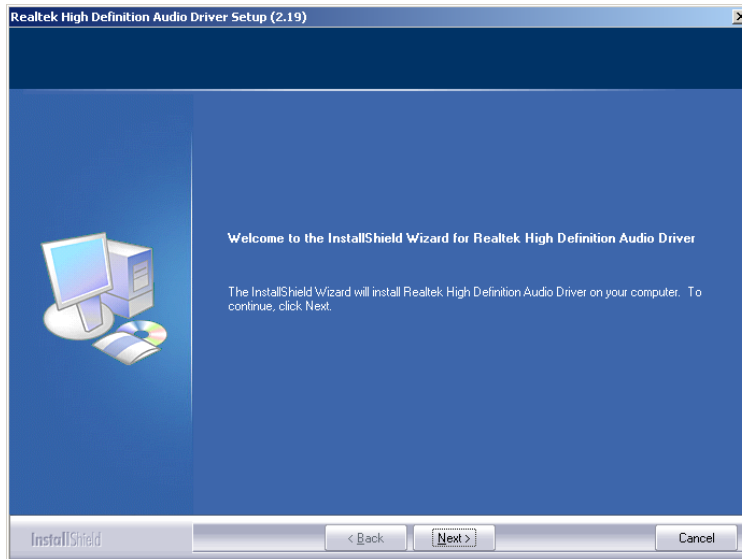 Realtek High Definition Audio Driver Setup (2.19)
Welcome to the InstallShield Wizard for Realtek High Definition Audio Driver
The InstallShield Wizard will install Realtek High Definition Audio Driver on your computer. To
continue, click Next.
InstallShield
< Back
Next >
Cancel